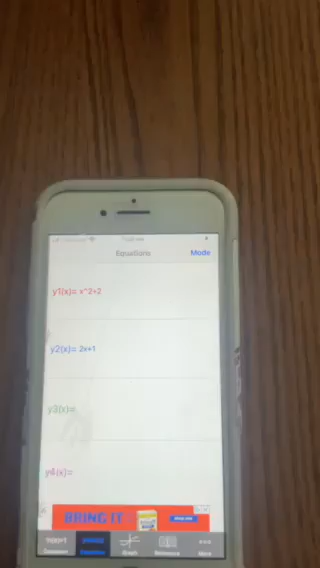 Equations Mode
y1(x)= x^2+2
y2(x)= 2x+1
y3(x)=
y4(x)=
BRING IT
Graph Reference More